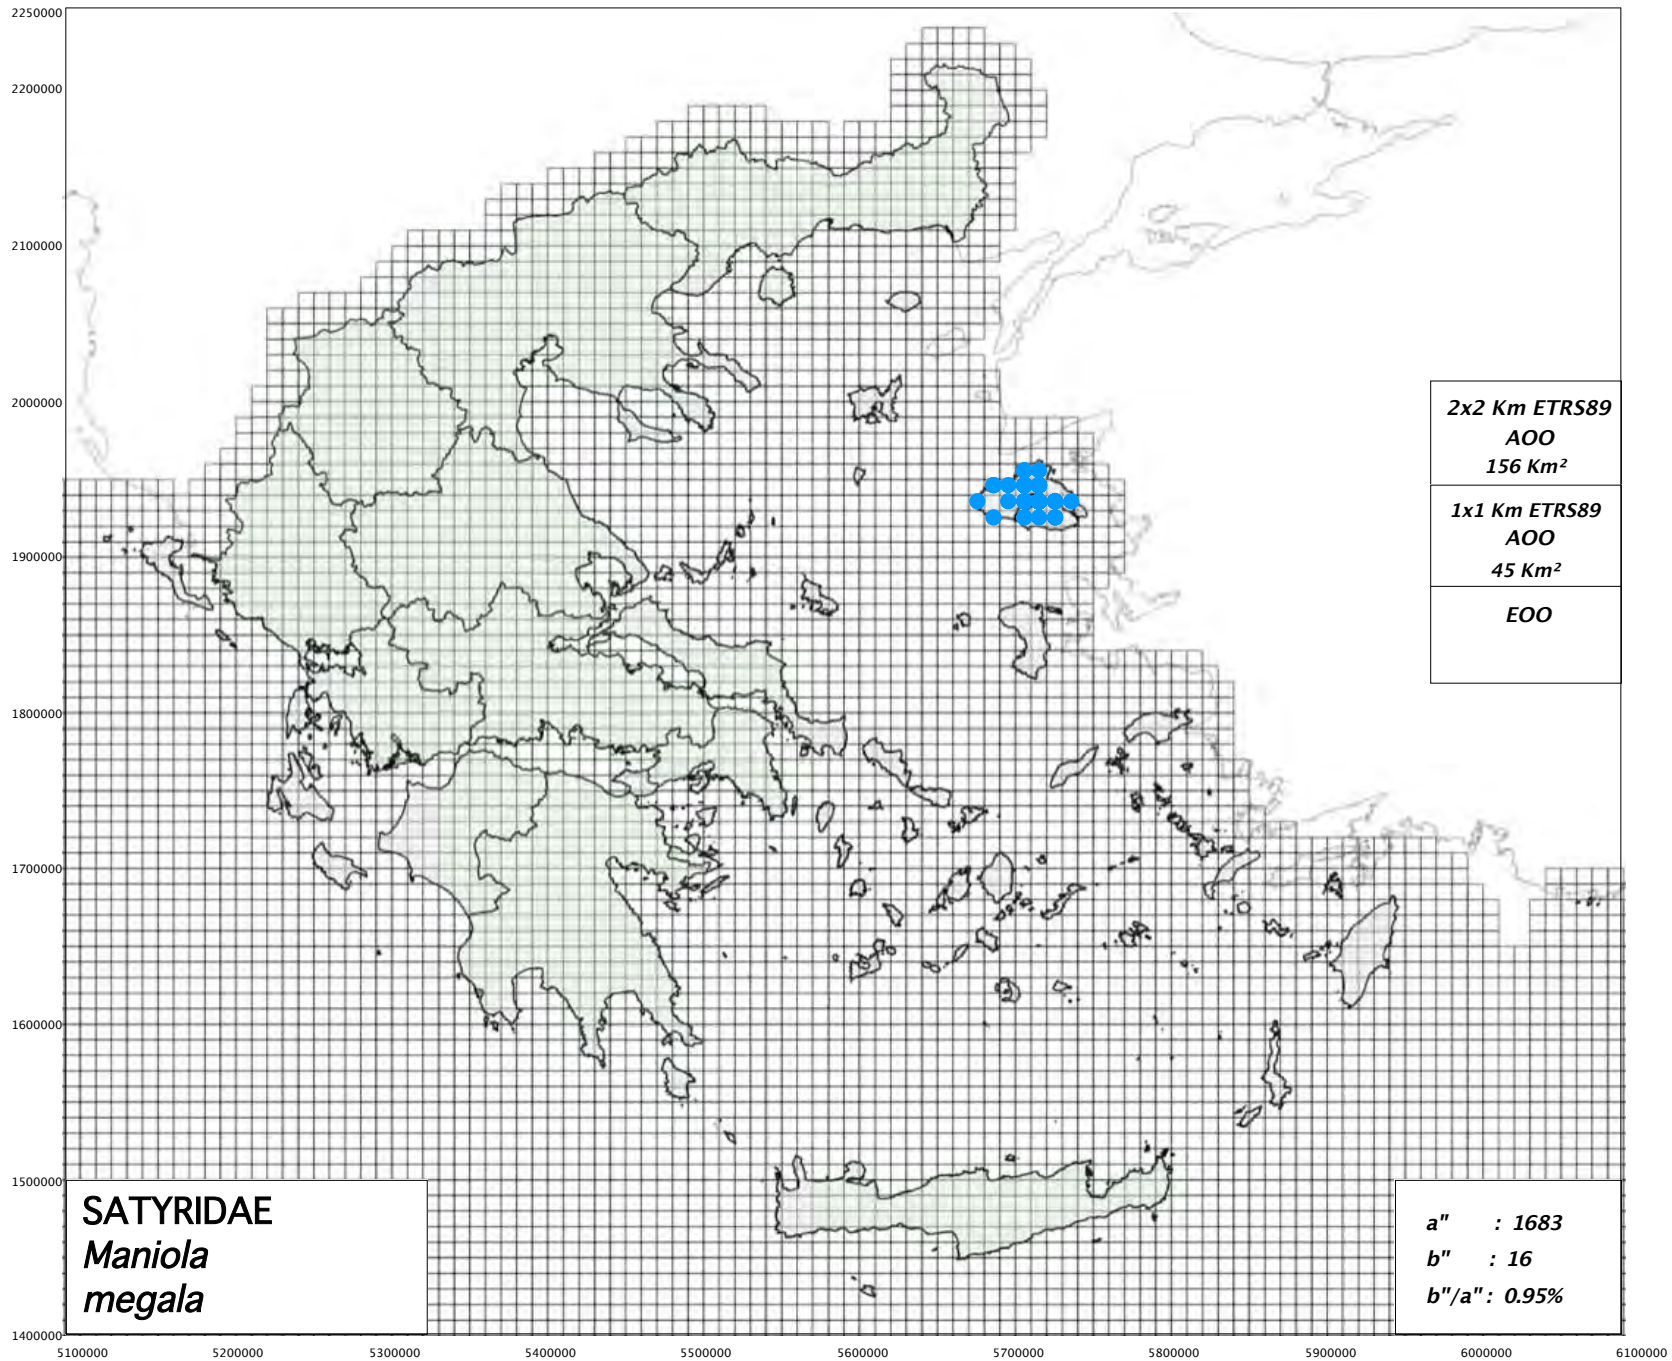 2250000
2200000
2100000
2000000
1900000
1800000
1700000
1600000
1500000
1400000
5100000 5200000 5300000 5400000 5500000 5600000 5700000 5800000 5900000 6000000 6100000
2x2 Km ETRS89
AOO
156 Km²
1x1 Km ETRS89
AOO
45 Km²
EOO
SATYRIDAE
Maniola
megala
a" : 1683
b" : 16
b"/a" : 0.95%